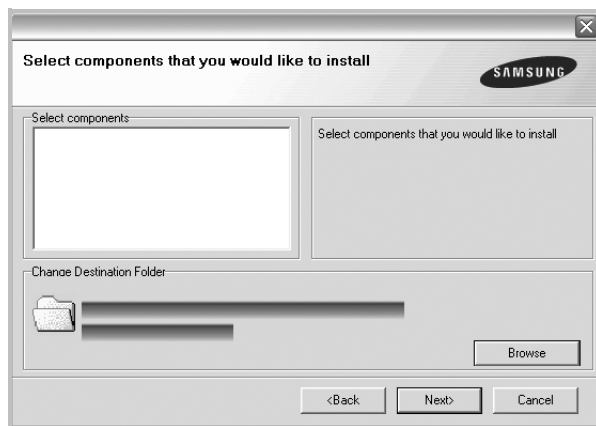 Select components that you would like to install
SAMSUNG
Select components
Select components that you would like to install
Change Destination Folder
Browse
<Back
Next>
Cancel